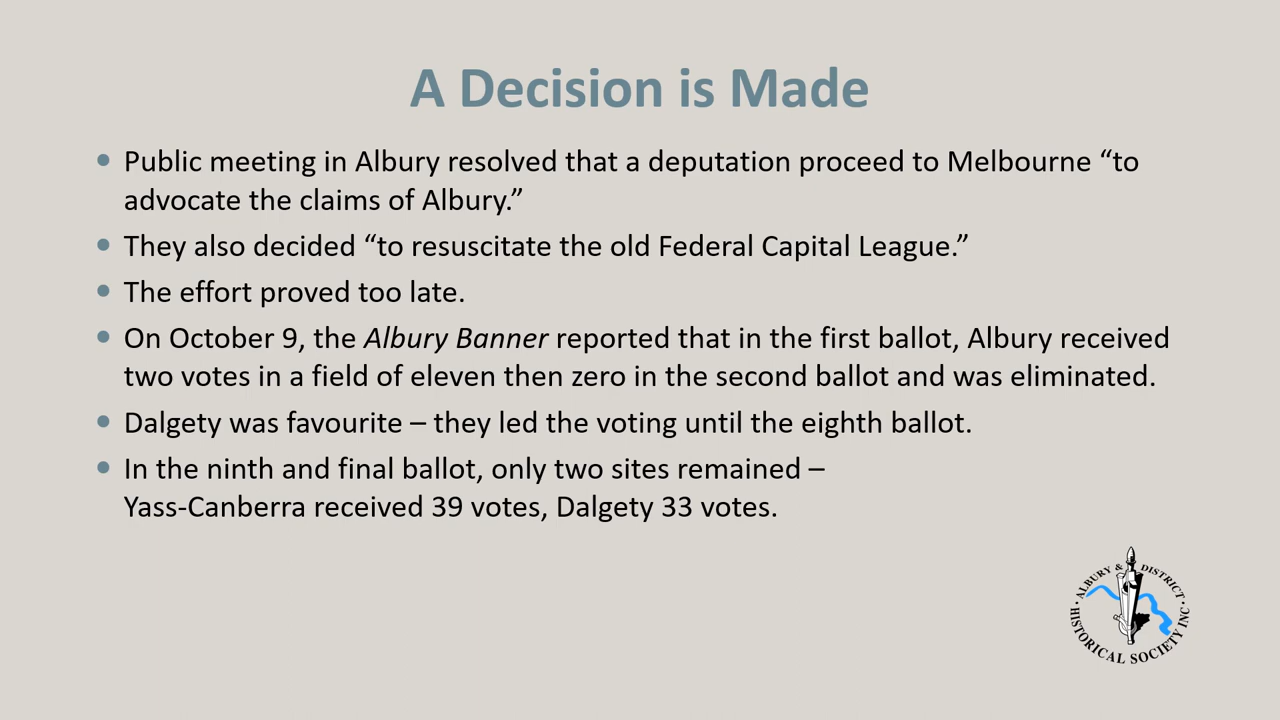 A Decision is Made
• Public meeting in Albury resolved that a deputation proceed to Melbourne “to
advocate the claims of Albury.”
• They also decided “to resuscitate the old Federal Capital League.”
• The effort proved too late.
• On October 9, the Albury Banner reported that in the first ballot, Albury received
two votes in a field of eleven then zero in the second ballot and was eliminated.
• Dalgety was favourite – they led the voting until the eighth ballot.
• In the ninth and final ballot, only two sites remained –
Yass-Canberra received 39 votes, Dalgety 33 votes.
• ALBURY & DISTRICT •
HISTORICAL SOCIETY INC